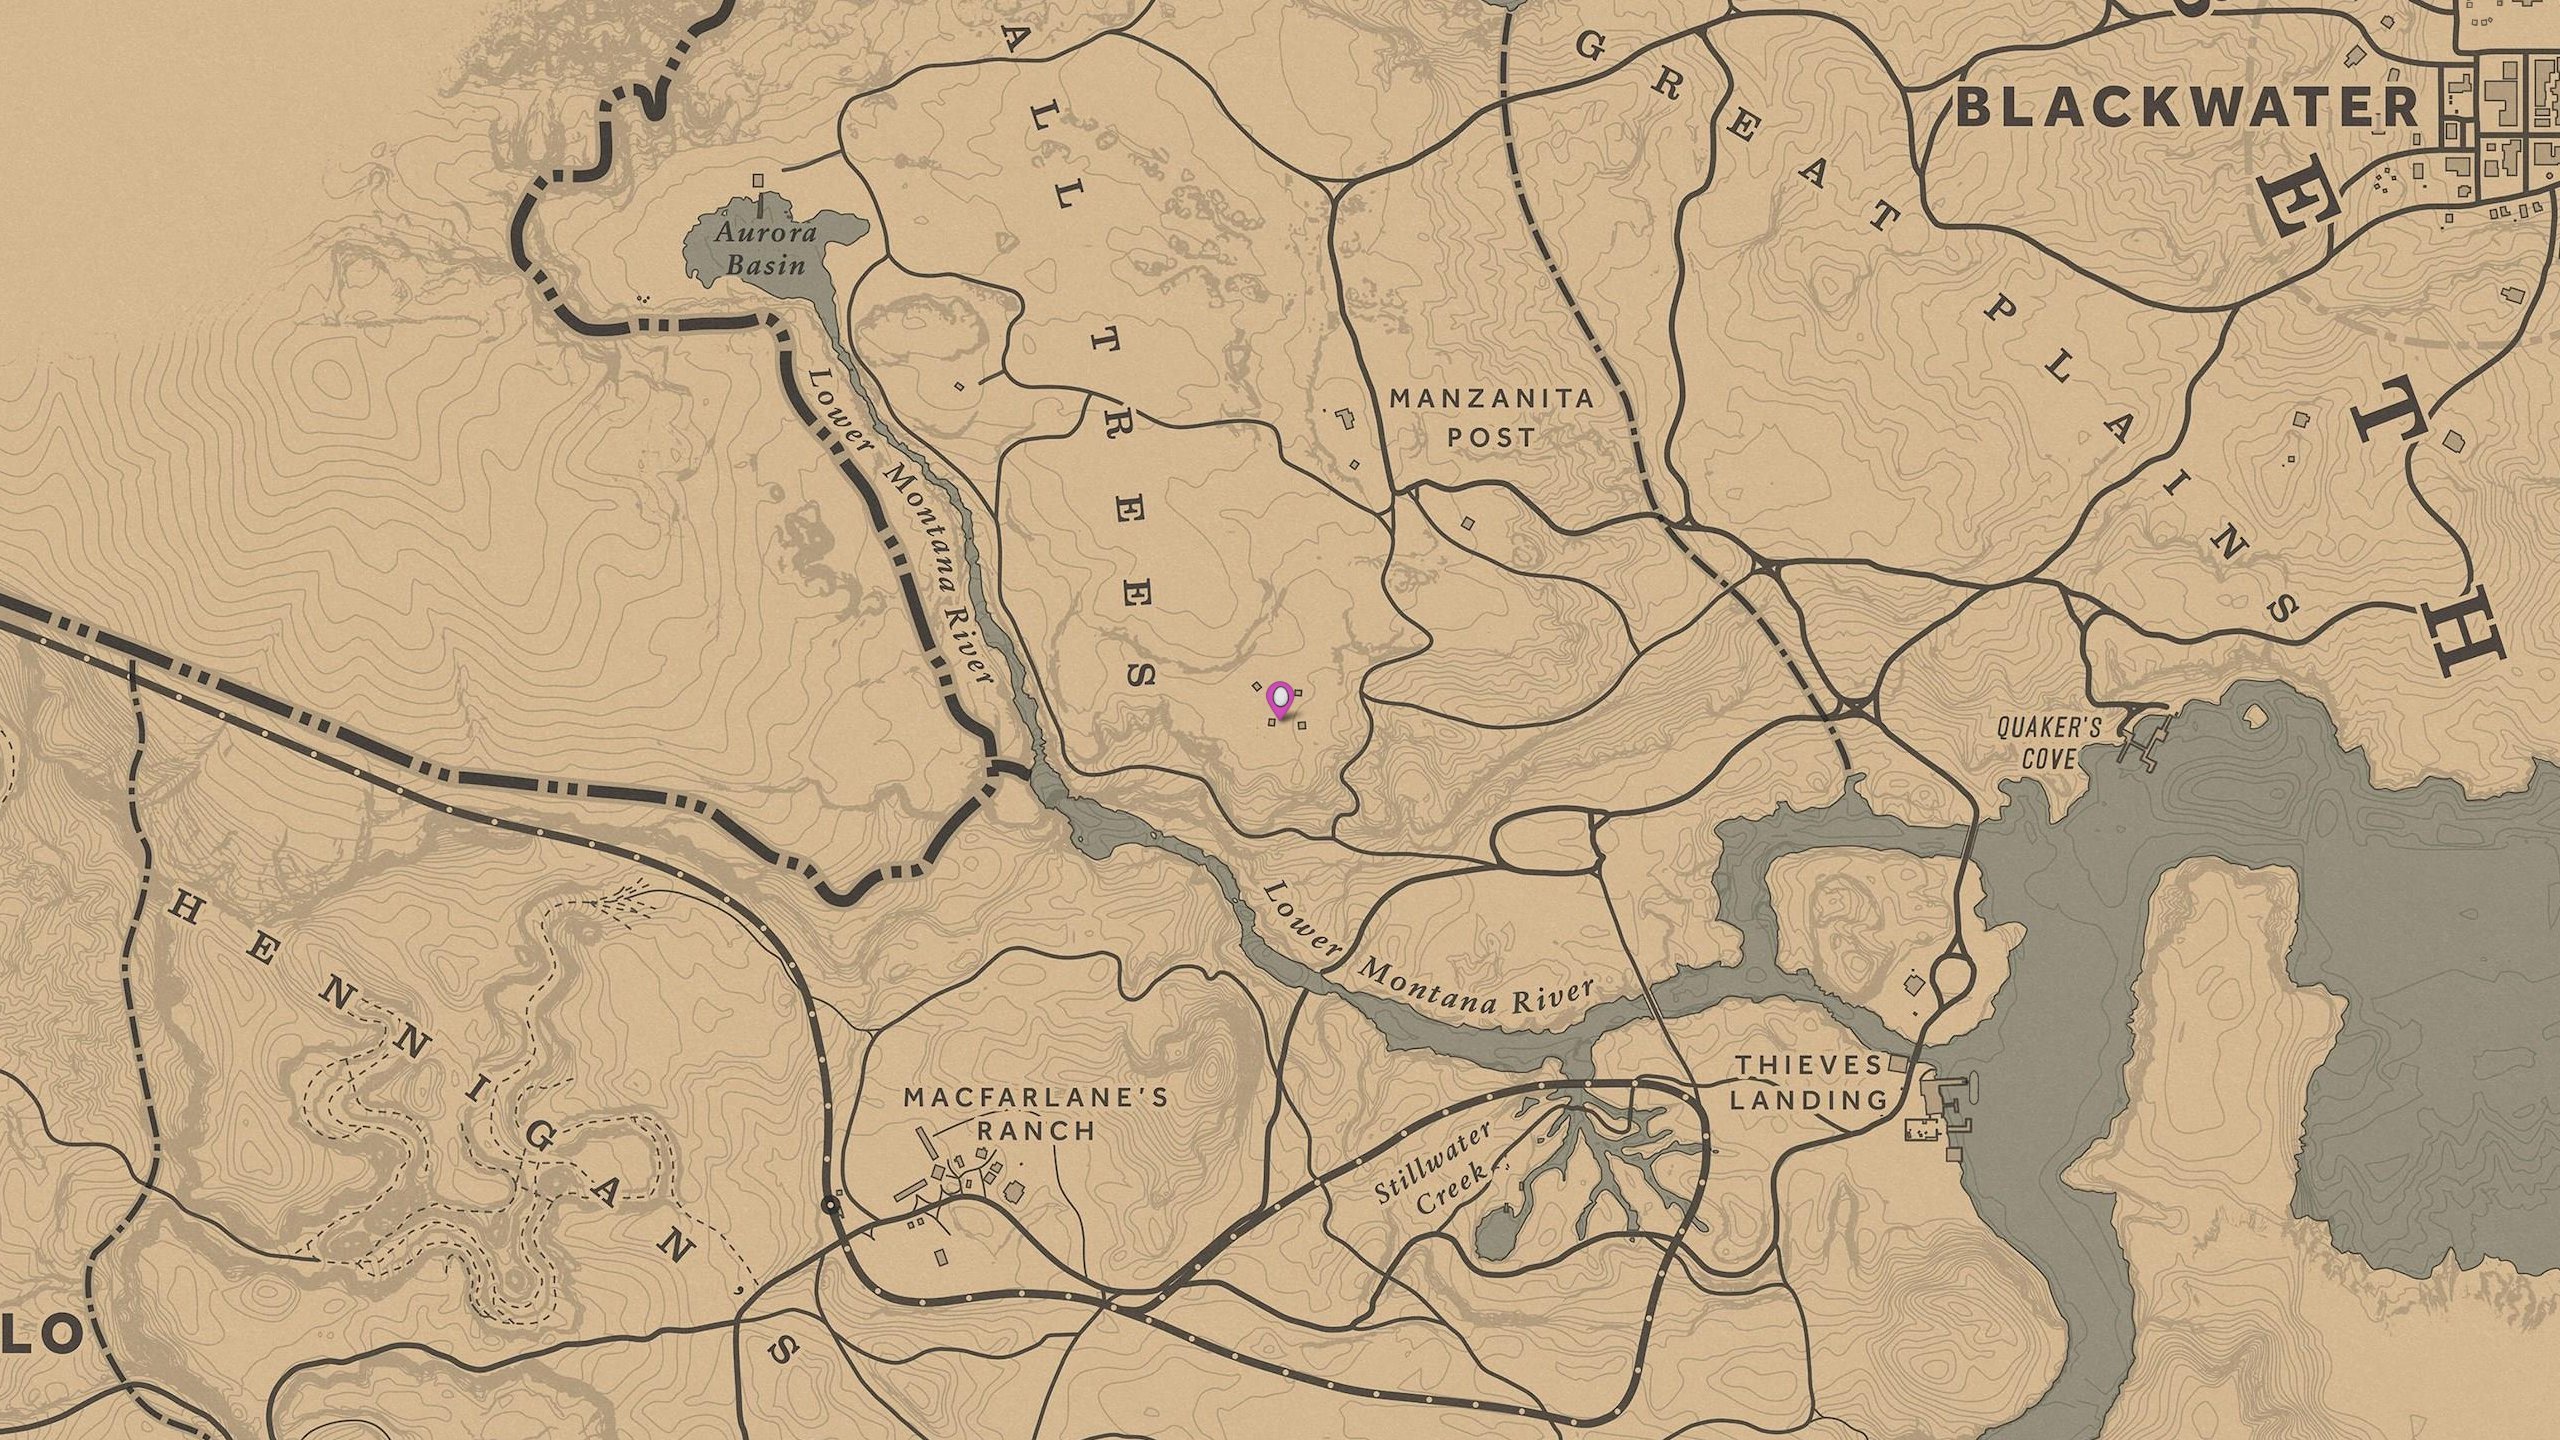 BLACKWATER
GREAT PLAINS
ALL TREES
ETH
Aurora
Basin
Lower Montana River
MANZANITA
POST
QUAKER'S
COVE
HENNIGAN'S
Lower Montana River
THIEVES
LANDING
MACFARLANE'S
RANCH
Stillwater
Creek
LO